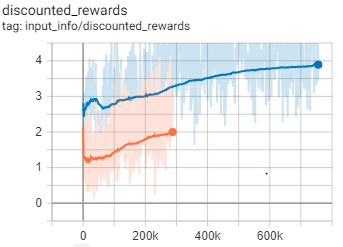 discounted_rewards
tag: input_info/discounted_rewards
4
3
2
1
0
0 200k 400k 600k